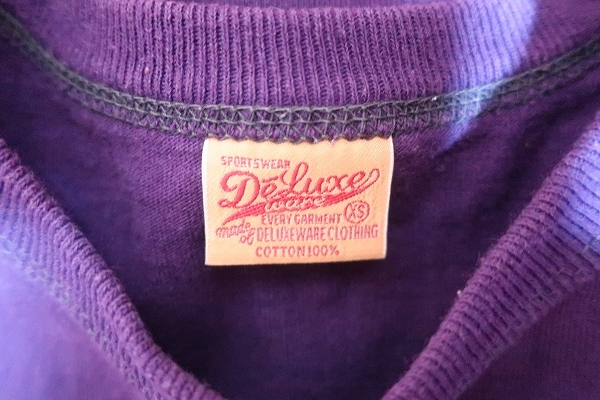 SPORTSWEAR
DeLuxe
ware
EVERY GARMENT XS
made of DELUXEWARE CLOTHING
COTTON100%